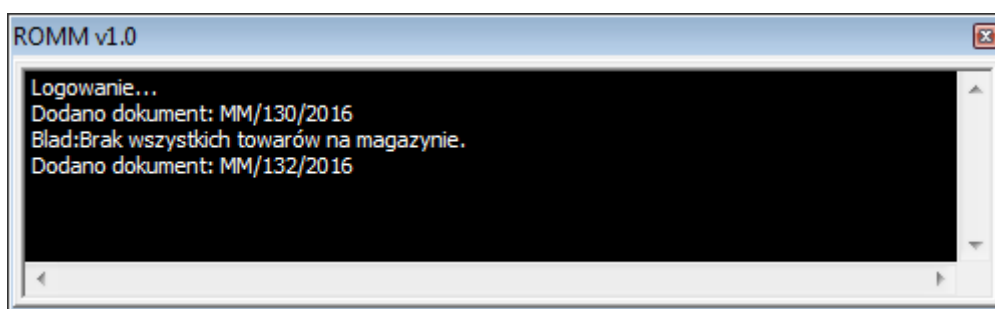 ROMM v1.0
Logowanie...
Dodano dokument: MM/130/2016
Blad:Brak wszystkich towarów na magazynie.
Dodano dokument: MM/132/2016